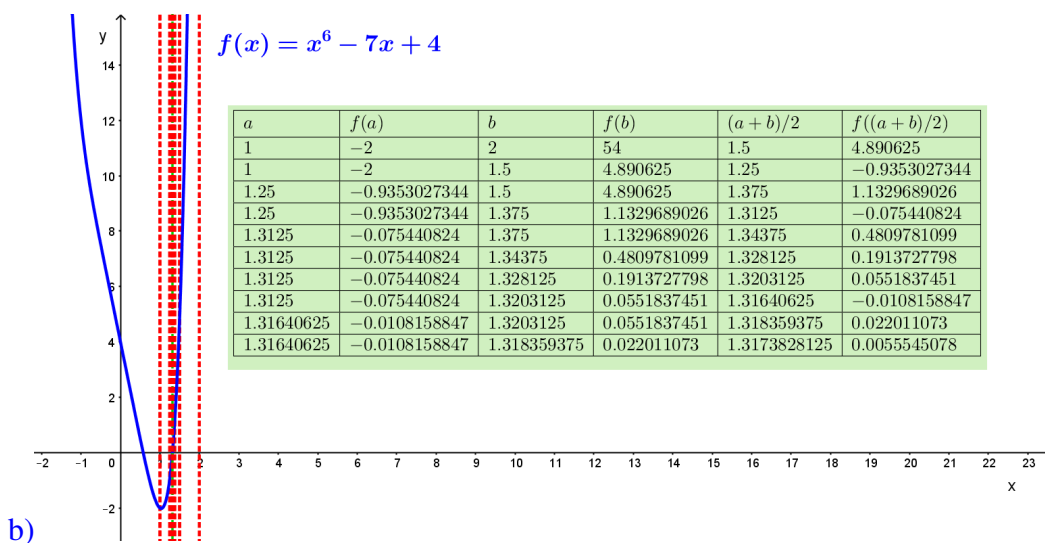 y
f(x) = x⁶ − 7x + 4
14
12
10
8
6
4
2
−2
a f(a) b f(b) (a + b)/2 f((a + b)/2)
1 −2 2 54 1.5 4.890625
1 −2 1.5 4.890625 1.25 −0.9353027344
1.25 −0.9353027344 1.5 4.890625 1.375 1.1329689026
1.25 −0.9353027344 1.375 1.1329689026 1.3125 −0.075440824
1.3125 −0.075440824 1.375 1.1329689026 1.34375 0.4809781099
1.3125 −0.075440824 1.34375 0.4809781099 1.328125 0.1913727798
1.3125 −0.075440824 1.328125 0.1913727798 1.3203125 0.0551837451
1.3125 −0.075440824 1.3203125 0.0551837451 1.31640625 −0.0108158847
1.31640625 −0.0108158847 1.3203125 0.0551837451 1.318359375 0.022011073
1.31640625 −0.0108158847 1.318359375 0.022011073 1.3173828125 0.0055545078
−2 −1 0 2 3 4 5 6 7 8 9 10 11 12 13 14 15 16 17 18 19 20 21 22 23
x
b)